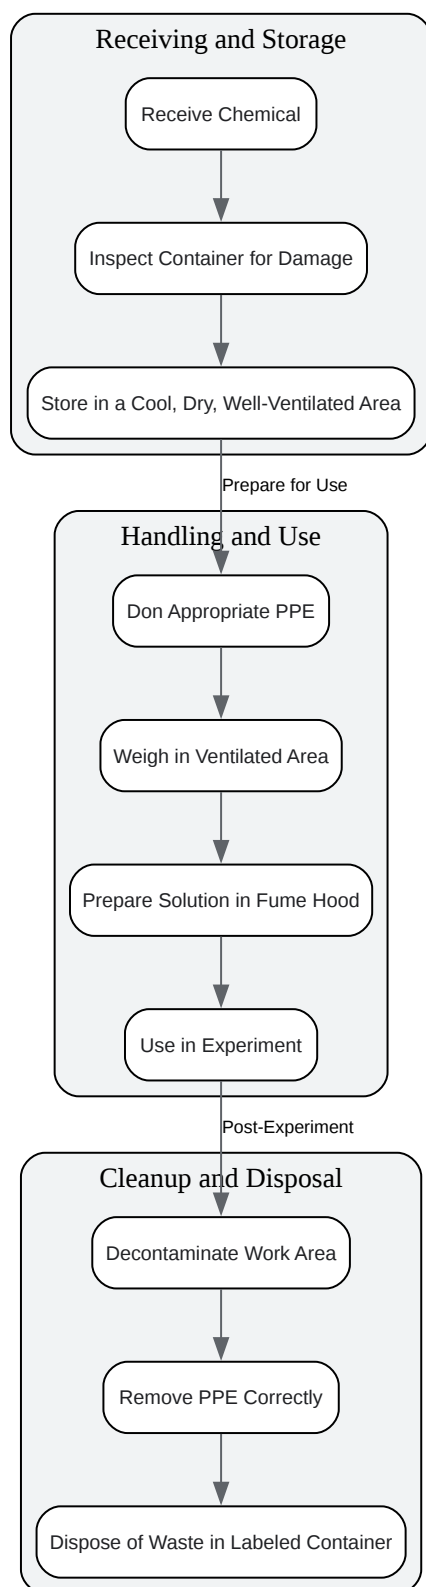 Receiving and Storage
Receive Chemical
Inspect Container for Damage
Store in a Cool, Dry, Well-Ventilated Area
Prepare for Use
Handling and Use
Don Appropriate PPE
Weigh in Ventilated Area
Prepare Solution in Fume Hood
Use in Experiment
Post-Experiment
Cleanup and Disposal
Decontaminate Work Area
Remove PPE Correctly
Dispose of Waste in Labeled Container